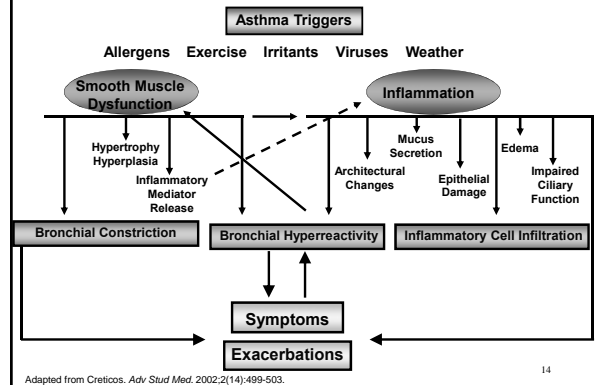 Asthma Triggers
Allergens Exercise Irritants Viruses Weather
Smooth Muscle
Dysfunction
Inflammation
Hypertrophy
Hyperplasia
Inflammatory
Mediator
Release
Architectural
Changes
Mucus
Secretion
Epithelial
Damage
Edema
Impaired
Ciliary
Function
Bronchial Constriction
Bronchial Hyperreactivity
Inflammatory Cell Infiltration
Symptoms
Exacerbations
Adapted from Creticos. Adv Stud Med. 2002;2(14):499-503.
14